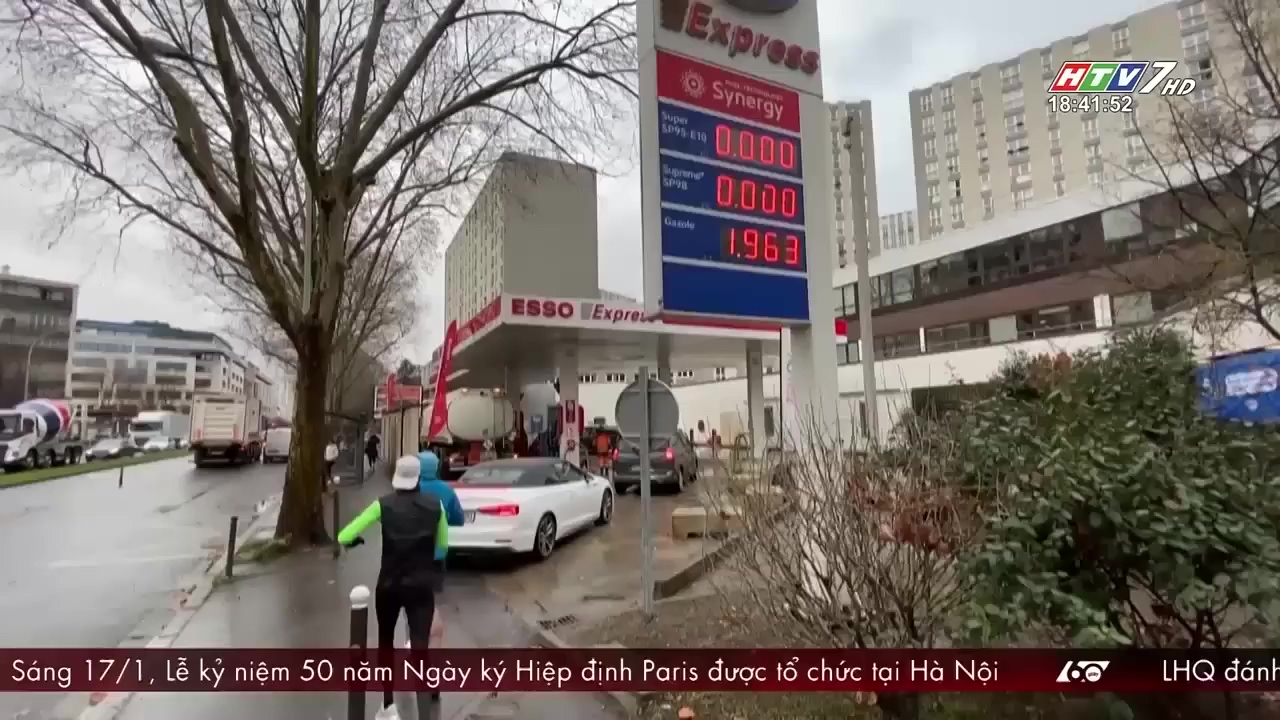 Express
HTV7 HD
18:41:52
Synergy
Super
SP95-E10
0.000
Supreme+
SP98
0.000
Gazole
1.963
ESSO Express
Sáng 17/1, Lễ kỷ niệm 50 năm Ngày ký Hiệp định Paris được tổ chức tại Hà Nội
60 giây
LHQ đánh